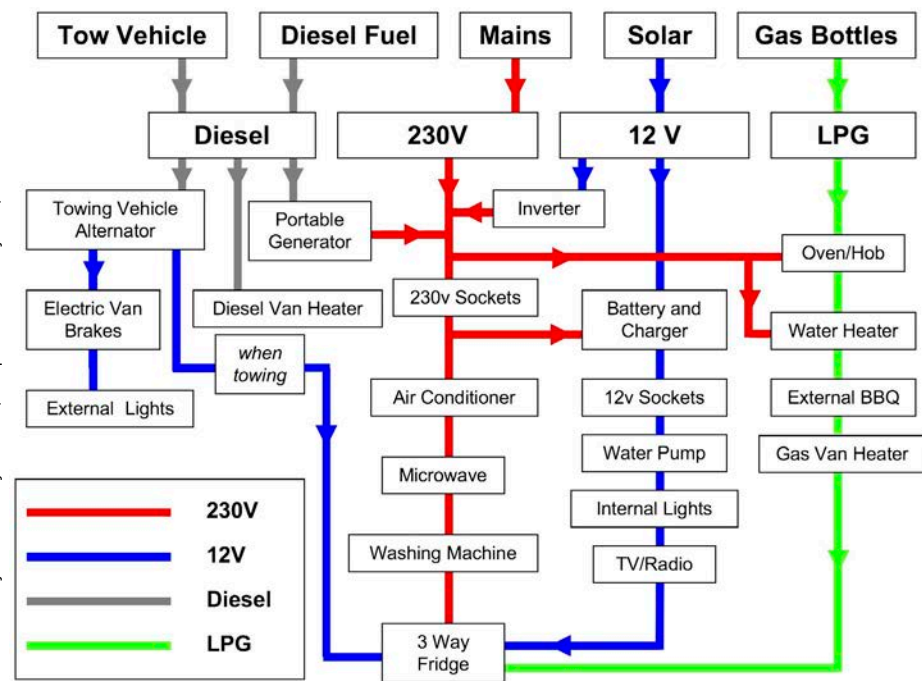 Tow Vehicle
Diesel Fuel
Mains
Solar
Gas Bottles
Diesel
230V
12 V
LPG
Towing Vehicle
Alternator
Portable
Generator
Inverter
Oven/Hob
Electric Van
Brakes
Diesel Van Heater
230v Sockets
Battery and
Charger
Water Heater
when
towing
External Lights
Air Conditioner
12v Sockets
External BBQ
Water Pump
Gas Van Heater
Microwave
Internal Lights
Washing Machine
TV/Radio
3 Way
Fridge
230V
12V
Diesel
LPG